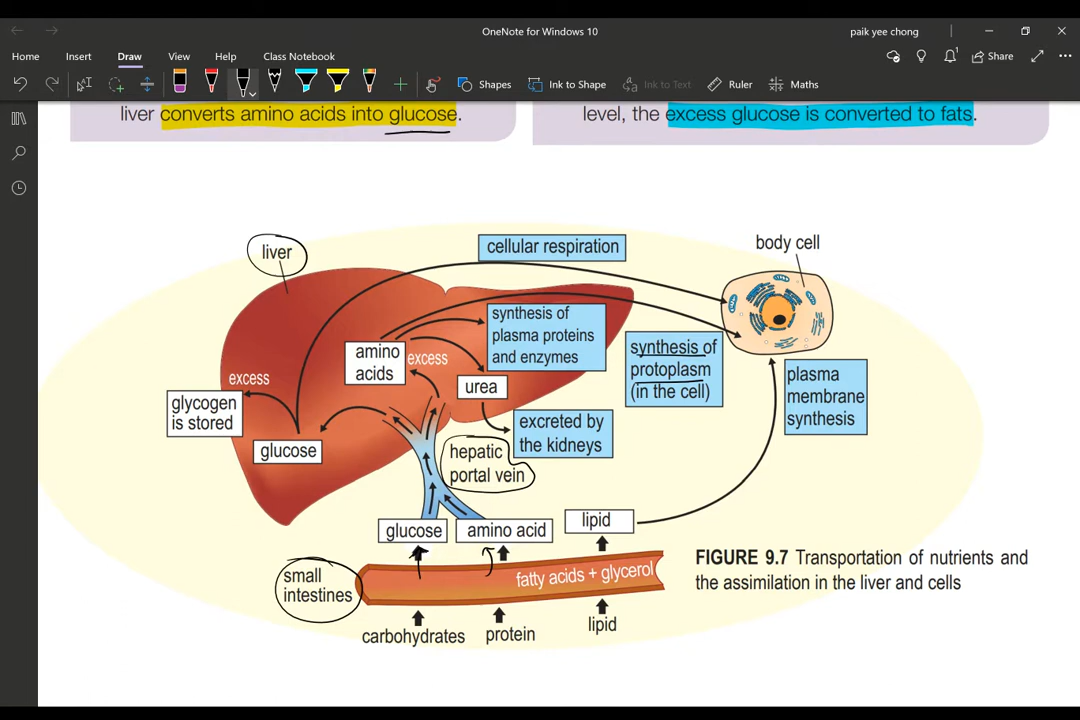 OneNote for Windows 10
paik yee chong
Home Insert Draw View Help Class Notebook
Share
Shapes Ink to Shape Ink to Text Ruler Maths
liver converts amino acids into glucose.
level, the excess glucose is converted to fats.
liver
cellular respiration
body cell
synthesis of
plasma proteins
and enzymes
amino
acids
excess
urea
synthesis of
protoplasm
(in the cell)
plasma
membrane
synthesis
excess
glycogen
is stored
glucose
excreted by
the kidneys
hepatic
portal vein
glucose
amino acid
lipid
small
intestines
fatty acids + glycerol
carbohydrates
protein
lipid
FIGURE 9.7 Transportation of nutrients and
the assimilation in the liver and cells